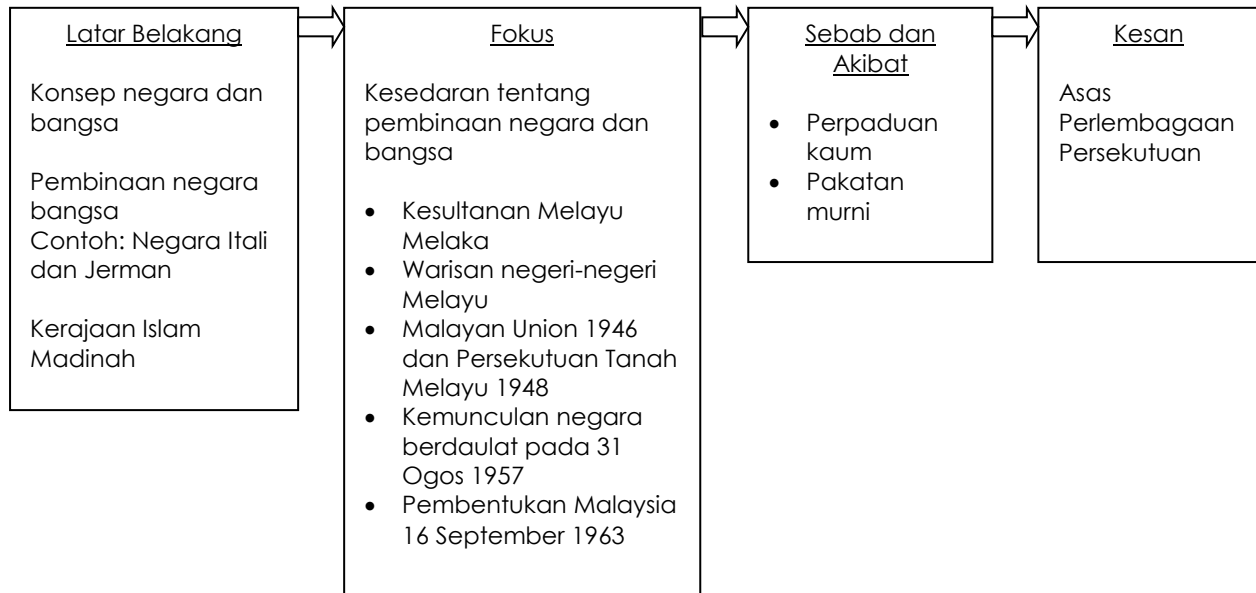 Latar Belakang
Konsep negara dan
bangsa
Pembinaan negara
bangsa
Contoh: Negara Itali
dan Jerman
Kerajaan Islam
Madinah
Fokus
Kesedaran tentang
pembinaan negara dan
bangsa
• Kesultanan Melayu
Melaka
• Warisan negeri-negeri
Melayu
• Malayan Union 1946
dan Persekutuan Tanah
Melayu 1948
• Kemunculan negara
berdaulat pada 31
Ogos 1957
• Pembentukan Malaysia
16 September 1963
Sebab dan
Akibat
• Perpaduan
kaum
• Pakatan
murni
Kesan
Asas
Perlembagaan
Persekutuan